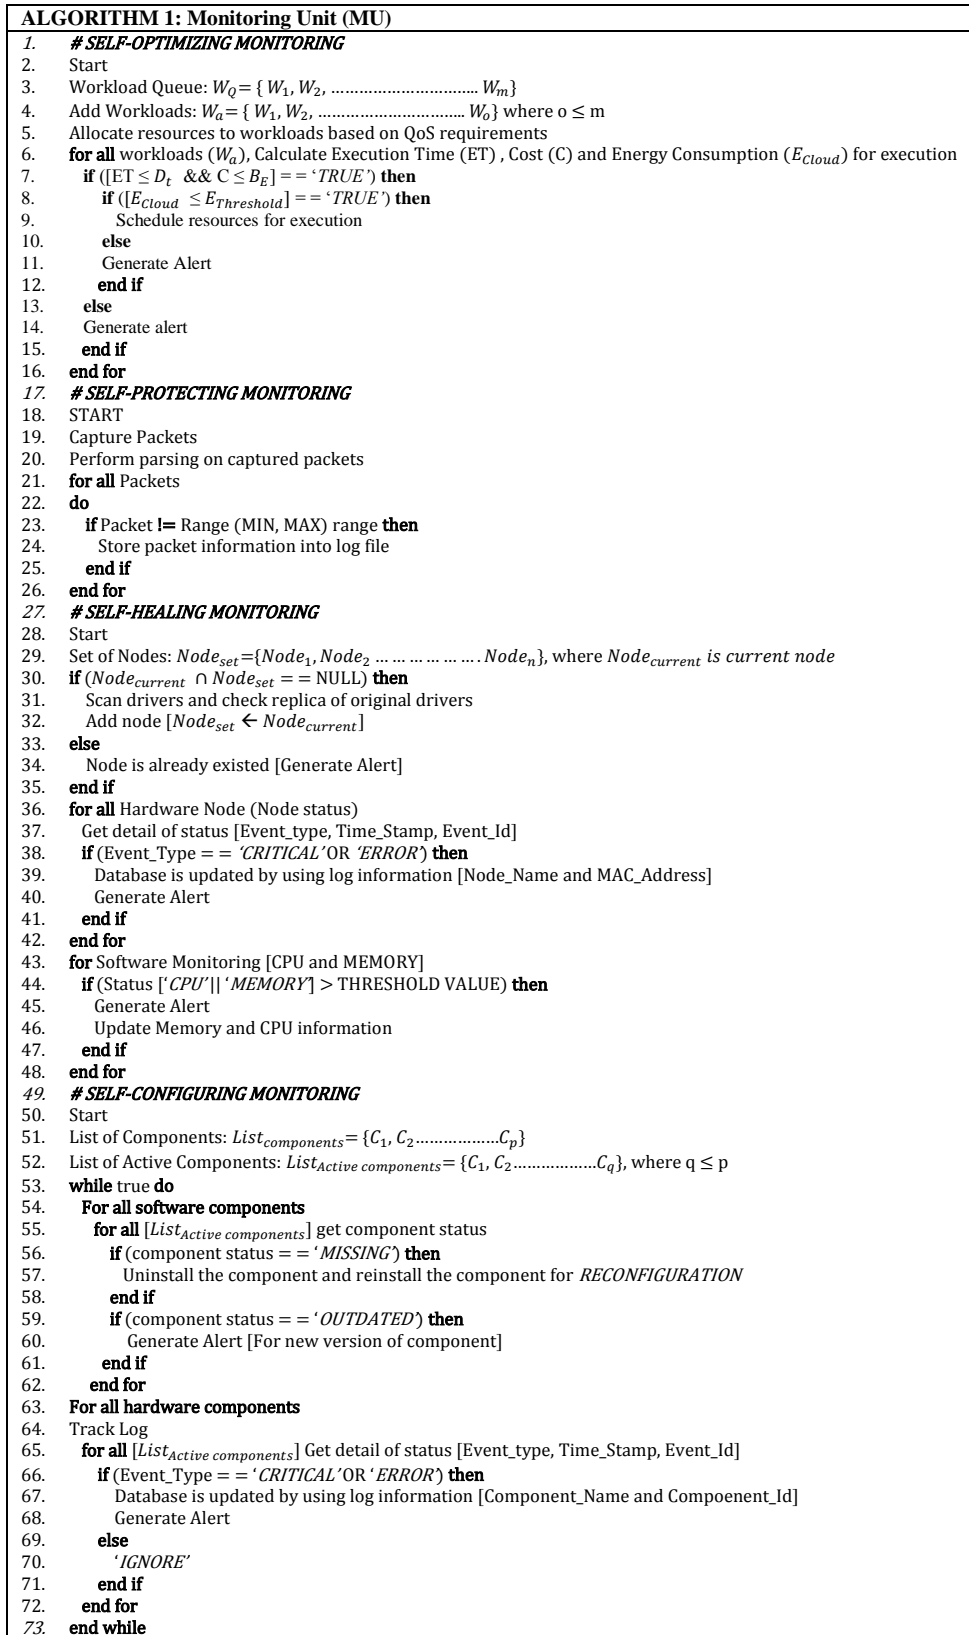 ALGORITHM 1: Monitoring Unit (MU)
1. # SELF-OPTIMIZING MONITORING
2. Start
3. Workload Queue: W_Q= { W_1, W_2, ………………………….. W_m}
4. Add Workloads: W_a= { W_1, W_2, ………………………….. W_o} where o ≤ m
5. Allocate resources to workloads based on QoS requirements
6. for all workloads (W_a), Calculate Execution Time (ET) , Cost (C) and Energy Consumption (E_Cloud) for execution
7. if ([ET ≤ D_t && C ≤ B_E] = = ‘TRUE’) then
8. if ([E_Cloud ≤ E_Threshold] = = ‘TRUE’) then
9. Schedule resources for execution
10. else
11. Generate Alert
12. end if
13. else
14. Generate alert
15. end if
16. end for
17. # SELF-PROTECTING MONITORING
18. START
19. Capture Packets
20. Perform parsing on captured packets
21. for all Packets
22. do
23. if Packet != Range (MIN, MAX) range then
24. Store packet information into log file
25. end if
26. end for
27. # SELF-HEALING MONITORING
28. Start
29. Set of Nodes: Node_set={Node_1, Node_2 … … … … … … . Node_n}, where Node_current is current node
30. if (Node_current ∩ Node_set = = NULL) then
31. Scan drivers and check replica of original drivers
32. Add node [Node_set ← Node_current]
33. else
34. Node is already existed [Generate Alert]
35. end if
36. for all Hardware Node (Node status)
37. Get detail of status [Event_type, Time_Stamp, Event_Id]
38. if (Event_Type = = ‘CRITICAL’ OR ‘ERROR’) then
39. Database is updated by using log information [Node_Name and MAC_Address]
40. Generate Alert
41. end if
42. end for
43. for Software Monitoring [CPU and MEMORY]
44. if (Status [‘CPU’ || ‘MEMORY’] > THRESHOLD VALUE) then
45. Generate Alert
46. Update Memory and CPU information
47. end if
48. end for
49. # SELF-CONFIGURING MONITORING
50. Start
51. List of Components: List_components= {C_1, C_2………………C_p}
52. List of Active Components: List_Active components= {C_1, C_2………………C_q}, where q ≤ p
53. while true do
54. For all software components
55. for all [List_Active components] get component status
56. if (component status = = ‘MISSING’) then
57. Uninstall the component and reinstall the component for RECONFIGURATION
58. end if
59. if (component status = = ‘OUTDATED’) then
60. Generate Alert [For new version of component]
61. end if
62. end for
63. For all hardware components
64. Track Log
65. for all [List_Active components] Get detail of status [Event_type, Time_Stamp, Event_Id]
66. if (Event_Type = = ‘CRITICAL’ OR ‘ERROR’) then
67. Database is updated by using log information [Component_Name and Compoenent_Id]
68. Generate Alert
69. else
70. ‘IGNORE’
71. end if
72. end for
73. end while